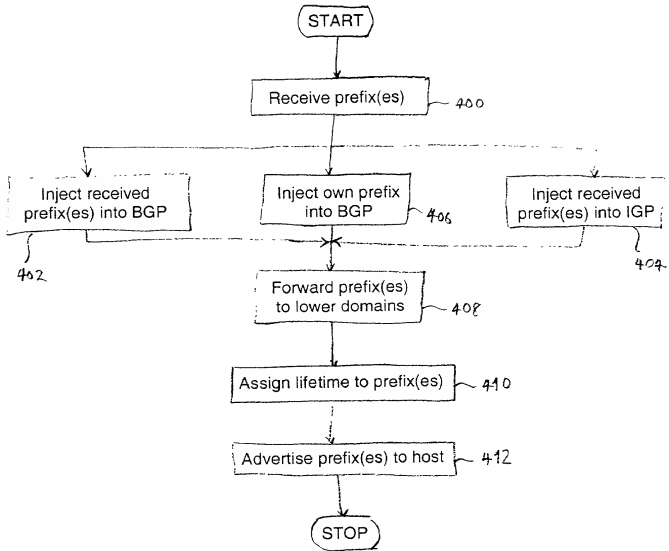 START
Receive prefix(es)
400
Inject received
prefix(es) into BGP
402
Inject own prefix
into BGP
406
Inject received
prefix(es) into IGP
404
Forward prefix(es)
to lower domains
408
Assign lifetime to prefix(es)
410
Advertise prefix(es) to host
412
STOP